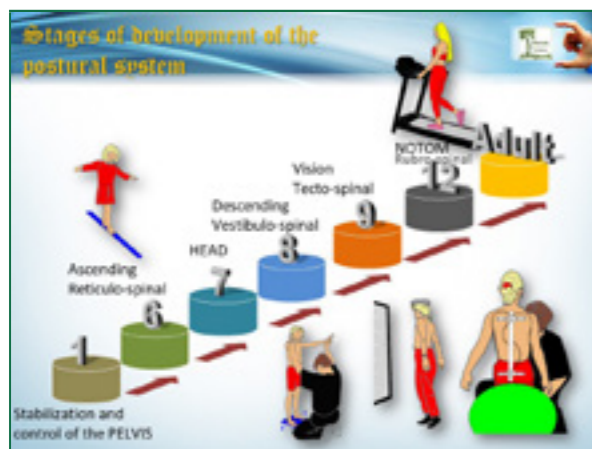 Stages of development of the
postural system
Adult
NOTOM
Rubro-spinal
12
Vision
Tecto-spinal
9
Descending
Vestibulo-spinal
8
HEAD
7
Ascending
Reticulo-spinal
6
1
Stabilization and
control of the PELVIS